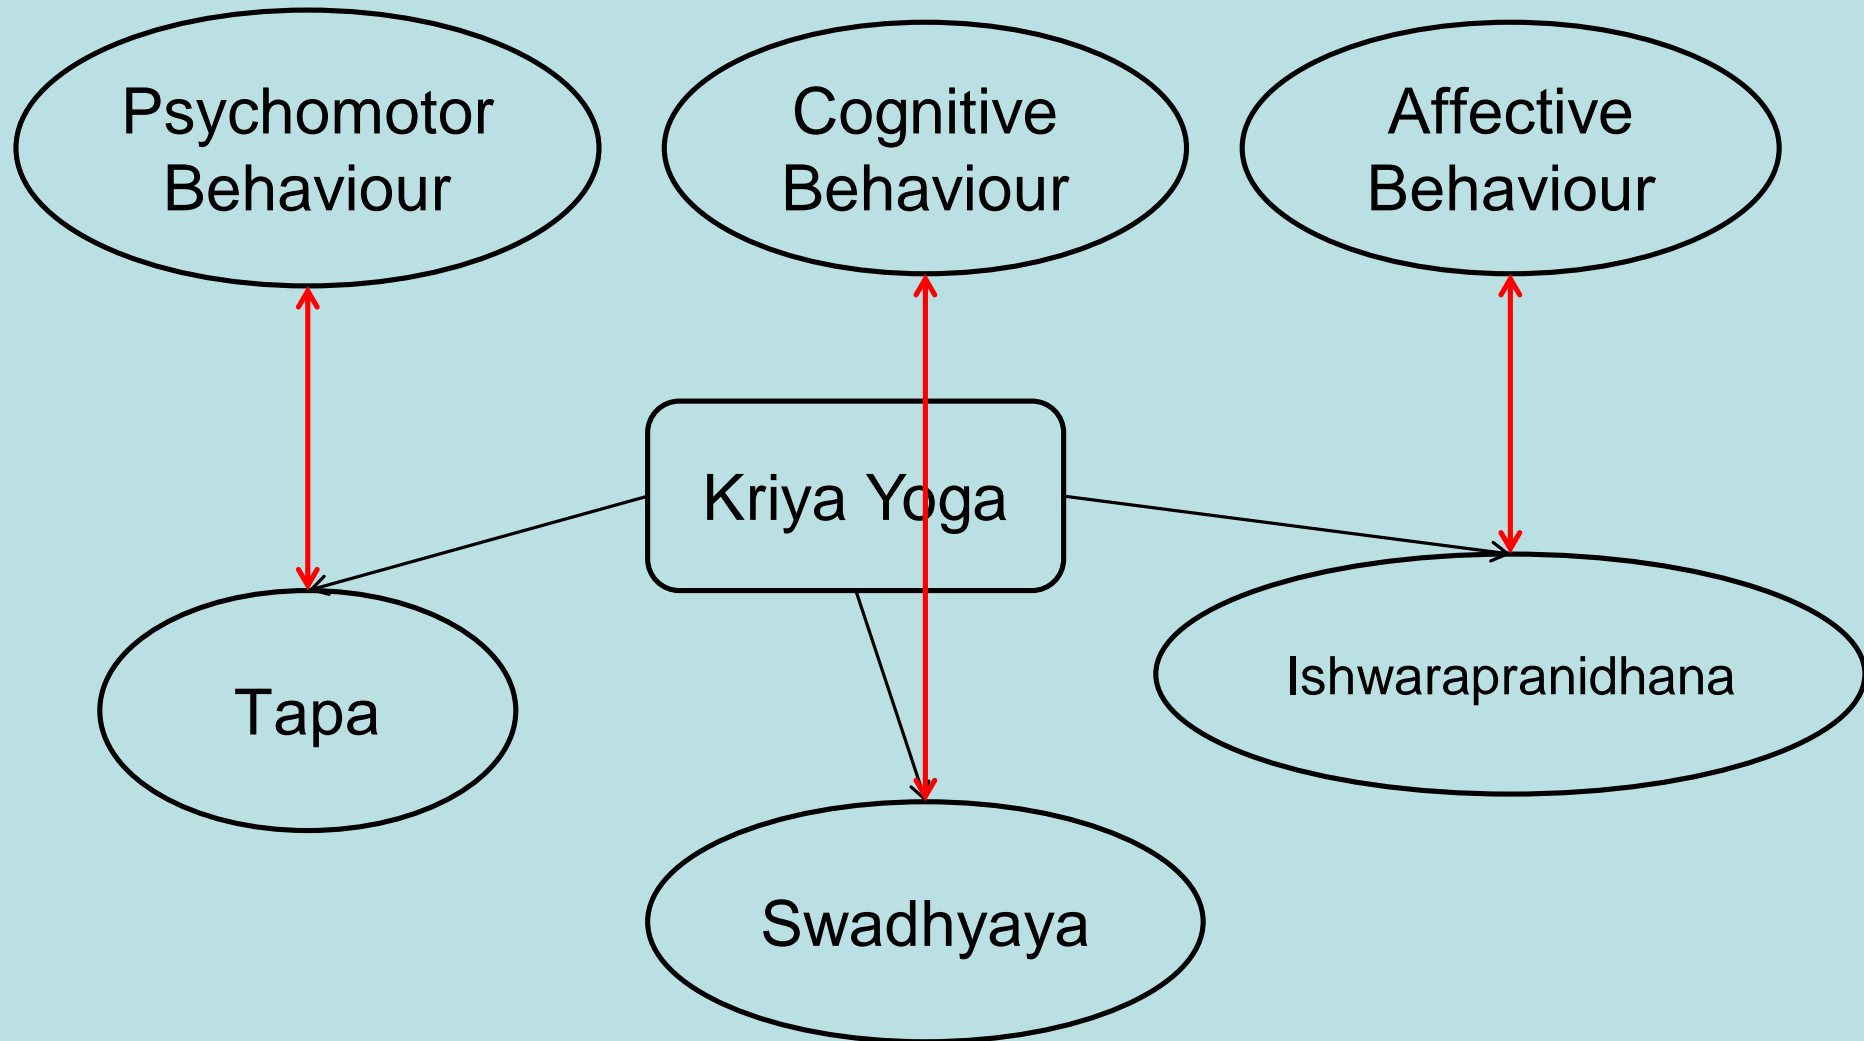 Psychomotor
Behaviour
Cognitive
Behaviour
Affective
Behaviour
Kriya Yoga
Tapa
Ishwarapranidhana
Swadhyaya